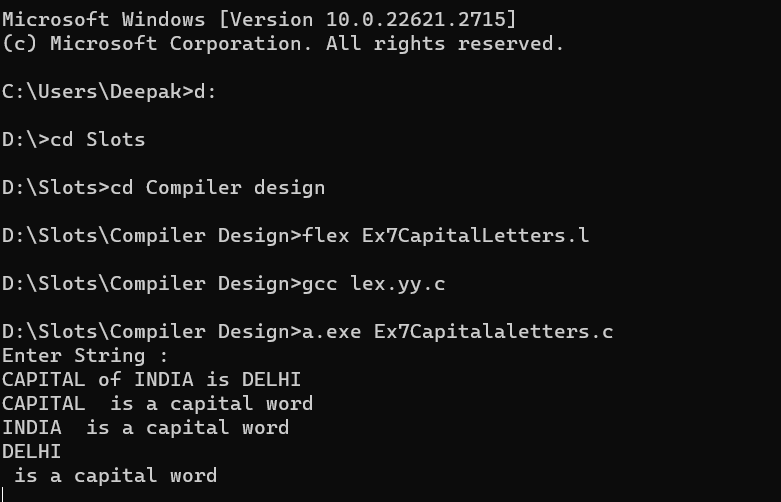 Microsoft Windows [Version 10.0.22621.2715]
(c) Microsoft Corporation. All rights reserved.
C:\Users\Deepak>d:
D:\>cd Slots
D:\Slots>cd Compiler design
D:\Slots\Compiler Design>flex Ex7CapitalLetters.l
D:\Slots\Compiler Design>gcc lex.yy.c
D:\Slots\Compiler Design>a.exe Ex7Capitalaletters.c
Enter String :
CAPITAL of INDIA is DELHI
CAPITAL  is a capital word
INDIA  is a capital word
DELHI
 is a capital word